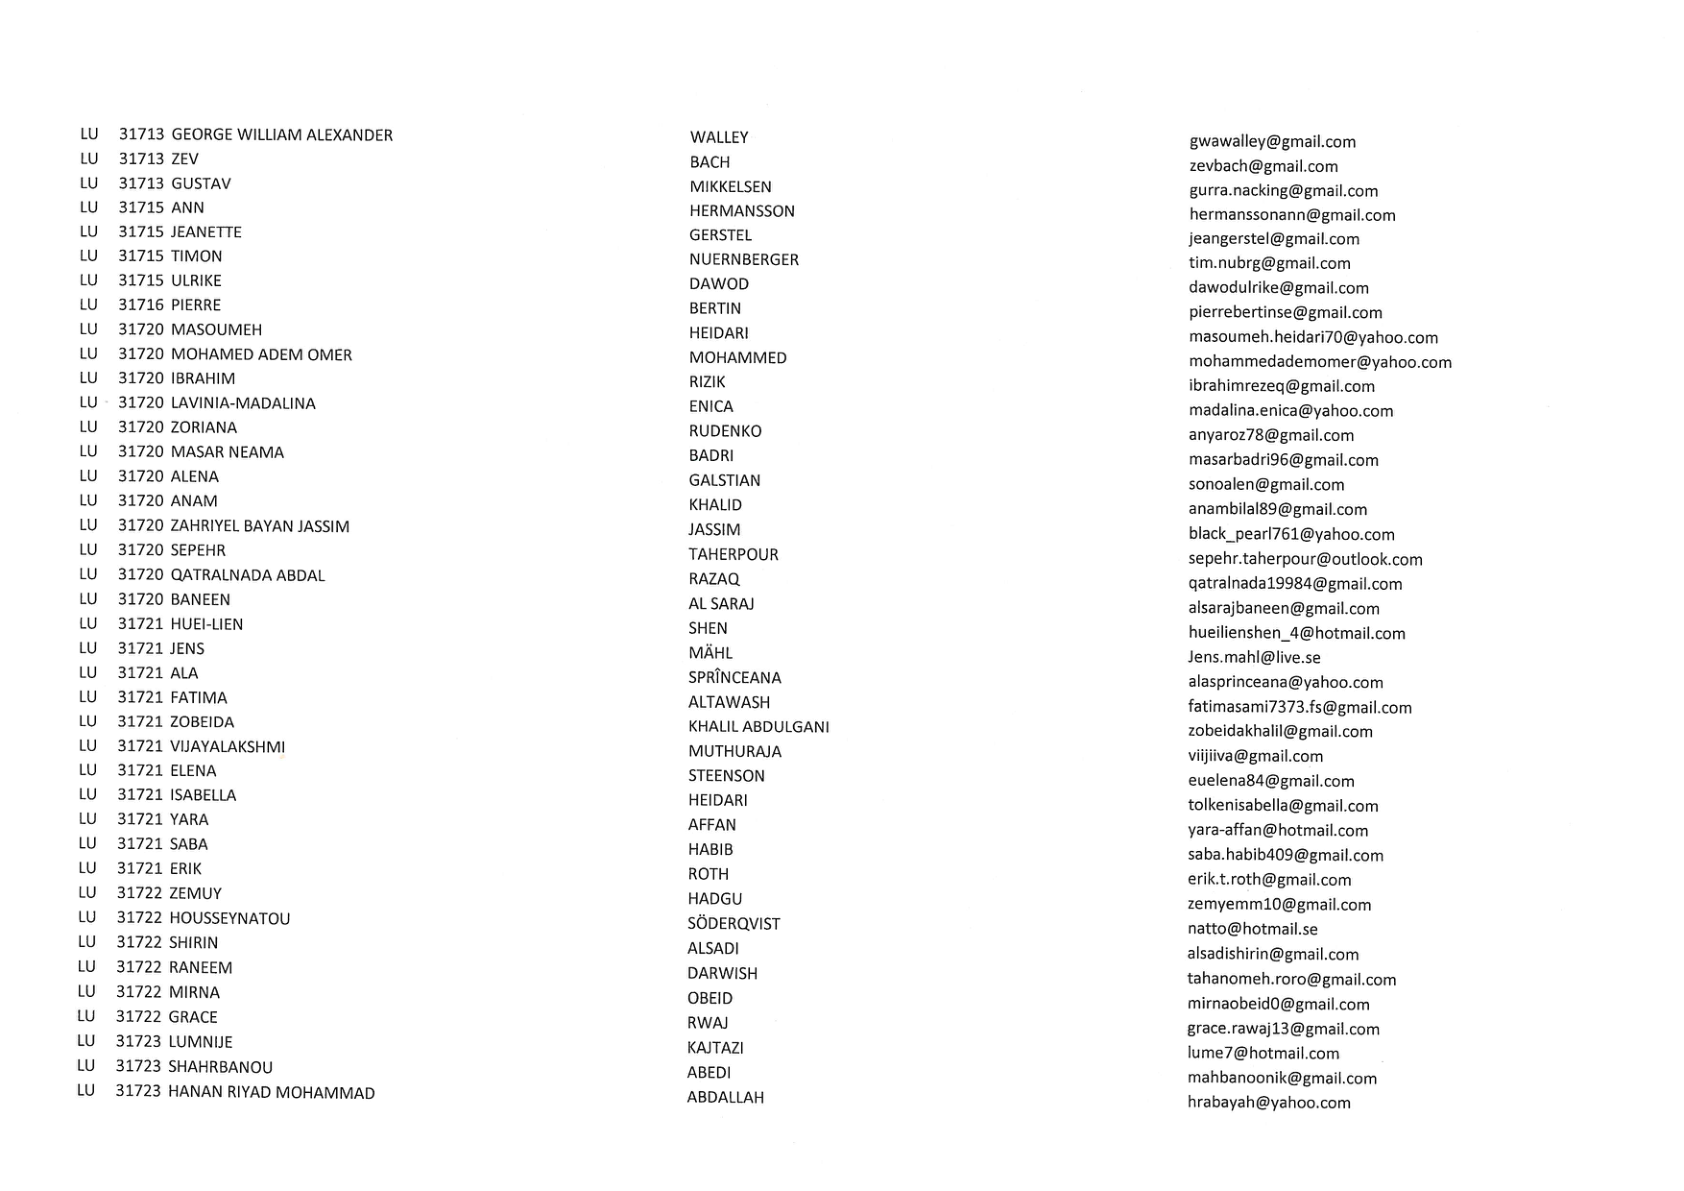 LU 31713 GEORGE WILLIAM ALEXANDER WALLEY gwawalley@gmail.com
LU 31713 ZEV BACH zevbach@gmail.com
LU 31713 GUSTAV MIKKELSEN gurra.nacking@gmail.com
LU 31715 ANN HERMANSSON hermanssonann@gmail.com
LU 31715 JEANETTE GERSTEL jeangerstel@gmail.com
LU 31715 TIMON NUERNBERGER tim.nubrg@gmail.com
LU 31715 ULRIKE DAWOD dawodulrike@gmail.com
LU 31716 PIERRE BERTIN pierrebertinse@gmail.com
LU 31720 MASOUMEH HEIDARI masoumeh.heidari70@yahoo.com
LU 31720 MOHAMED ADEM OMER MOHAMMED mohammedademomer@yahoo.com
LU 31720 IBRAHIM RIZIK ibrahimrezeq@gmail.com
LU 31720 LAVINIA-MADALINA ENICA madalina.enica@yahoo.com
LU 31720 ZORIANA RUDENKO anyaroz78@gmail.com
LU 31720 MASAR NEAMA BADRI masarbadri96@gmail.com
LU 31720 ALENA GALSTIAN sonoalen@gmail.com
LU 31720 ANAM KHALID anambilal89@gmail.com
LU 31720 ZAHRIYEL BAYAN JASSIM JASSIM black_pearl761@yahoo.com
LU 31720 SEPEHR TAHERPOUR sepehr.taherpour@outlook.com
LU 31720 QATRALNADA ABDAL RAZAQ qatralnada19984@gmail.com
LU 31720 BANEEN AL SARAJ alsarajbaneen@gmail.com
LU 31721 HUEI-LIEN SHEN hueilienshen_4@hotmail.com
LU 31721 JENS MÄHL Jens.mahl@live.se
LU 31721 ALA SPRÎNCEANA alasprinceana@yahoo.com
LU 31721 FATIMA ALTAWASH fatimasami7373.fs@gmail.com
LU 31721 ZOBEIDA KHALIL ABDULGANI zobeidakhalil@gmail.com
LU 31721 VIJAYALAKSHMI MUTHURAJA viijiiva@gmail.com
LU 31721 ELENA STEENSON euelena84@gmail.com
LU 31721 ISABELLA HEIDARI tolkenisabella@gmail.com
LU 31721 YARA AFFAN yara-affan@hotmail.com
LU 31721 SABA HABIB saba.habib409@gmail.com
LU 31721 ERIK ROTH erik.t.roth@gmail.com
LU 31722 ZEMUY HADGU zemyemm10@gmail.com
LU 31722 HOUSSEYNATOU SÖDERQVIST natto@hotmail.se
LU 31722 SHIRIN ALSADI alsadishirin@gmail.com
LU 31722 RANEEM DARWISH tahanomeh.roro@gmail.com
LU 31722 MIRNA OBEID mirnaobeid0@gmail.com
LU 31722 GRACE RWAJ grace.rawaj13@gmail.com
LU 31723 LUMNIJE KAJTAZI lume7@hotmail.com
LU 31723 SHAHRBANOU ABEDI mahbanoonik@gmail.com
LU 31723 HANAN RIYAD MOHAMMAD ABDALLAH hrabayah@yahoo.com